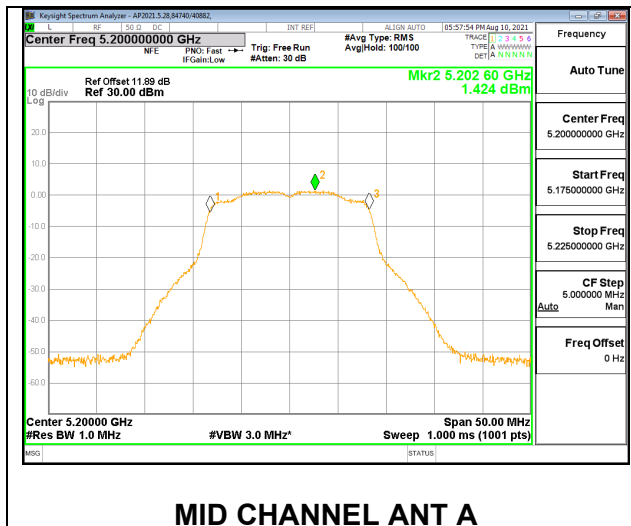 Keysight Spectrum Analyzer - AP2021.5.28,84740/40882,
LXI L RF 50 Ω DC INT REF ALIGN AUTO 05:57:54 PM Aug 10, 2021
Center Freq 5.200000000 GHz
NFE PNO: Fast Trig: Free Run
IFGain:Low #Atten: 30 dB
#Avg Type: RMS
Avg|Hold: 100/100
TRACE 1 2 3 4 5 6
TYPE A WWWWW
DET A N N N N N
Mkr2 5.202 60 GHz
1.424 dBm
Ref Offset 11.89 dB
10 dB/div Ref 30.00 dBm
Log
20.0
10.0
0.00
-10.0
-20.0
-30.0
-40.0
-50.0
-60.0
1
2
3
Center 5.20000 GHz Span 50.00 MHz
#Res BW 1.0 MHz #VBW 3.0 MHz* Sweep 1.000 ms (1001 pts)
MSG STATUS
Frequency
Auto Tune
Center Freq
5.200000000 GHz
Start Freq
5.175000000 GHz
Stop Freq
5.225000000 GHz
CF Step
5.000000 MHz
Auto Man
Freq Offset
0 Hz
MID CHANNEL ANT A